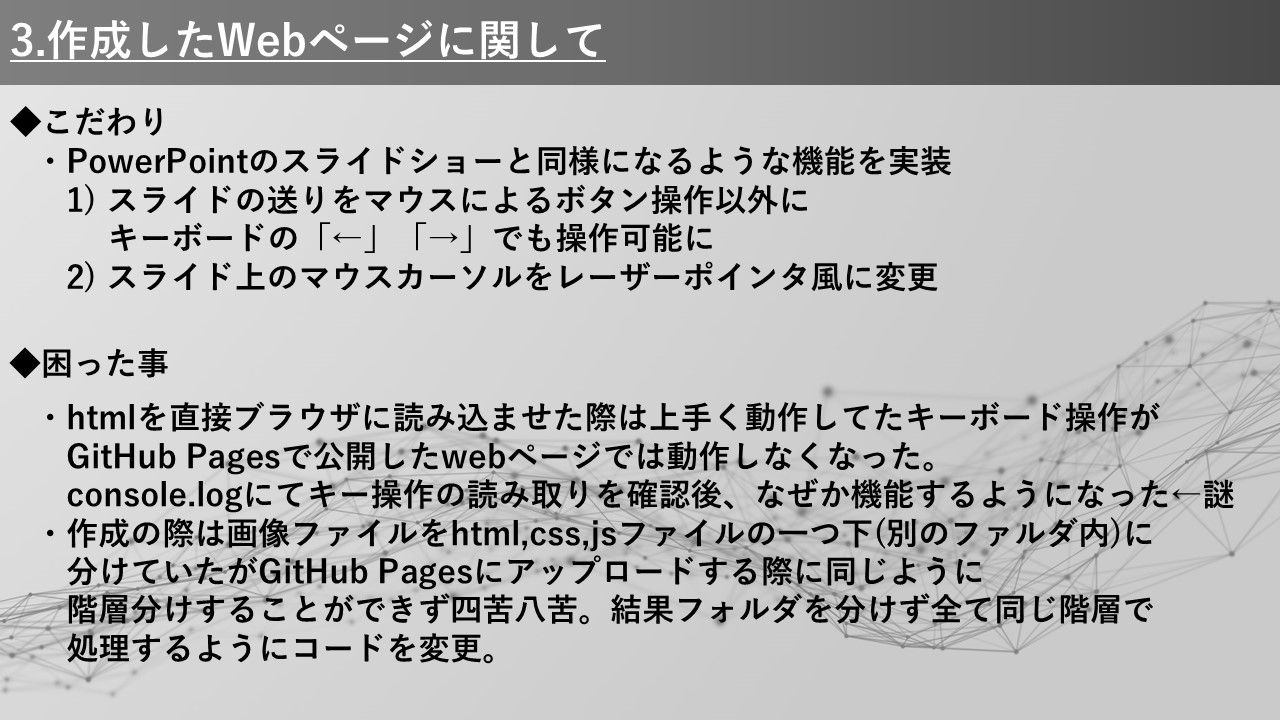 3.作成したWebページに関して
◆こだわり
・PowerPointのスライドショーと同様になるような機能を実装
1) スライドの送りをマウスによるボタン操作以外に
キーボードの「←」「→」でも操作可能に
2) スライド上のマウスカーソルをレーザーポインタ風に変更
◆困った事
・htmlを直接ブラウザに読み込ませた際は上手く動作してたキーボード操作が
GitHub Pagesで公開したwebページでは動作しなくなった。
console.logにてキー操作の読み取りを確認後、なぜか機能するようになった←謎
・作成の際は画像ファイルをhtml,css,jsファイルの一つ下(別のファルダ内)に
分けていたがGitHub Pagesにアップロードする際に同じように
階層分けすることができず四苦八苦。結果フォルダを分けず全て同じ階層で
処理するようにコードを変更。